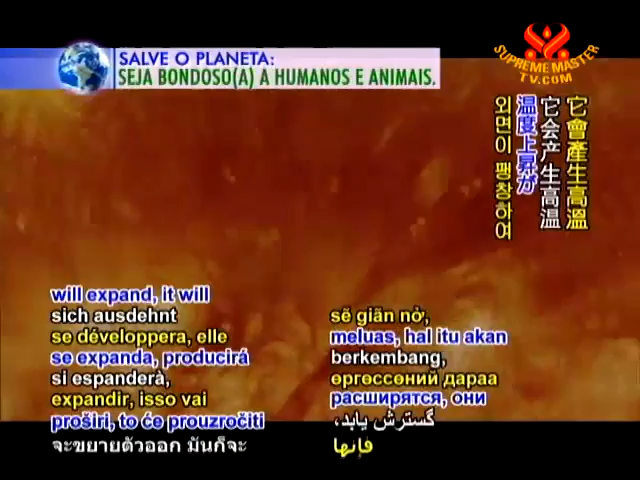 SALVE O PLANETA:
SEJA BONDOSO(A) A HUMANOS E ANIMAIS.
SUPREME MASTER
TV.COM
它會產生高溫
它会产生高温
温度上昇が
외면이 팽창하여
will expand, it will
sich ausdehnt
se développera, elle
se expanda, producirá
si espanderà,
expandir, isso vai
proširi, to će prouzročiti
จะขยายตัวออก มันก็จะ
sẽ giãn nở,
meluas, hal itu akan
berkembang,
өргөссөний дараа
расширятся, они
گسترش یابد،
فإنها